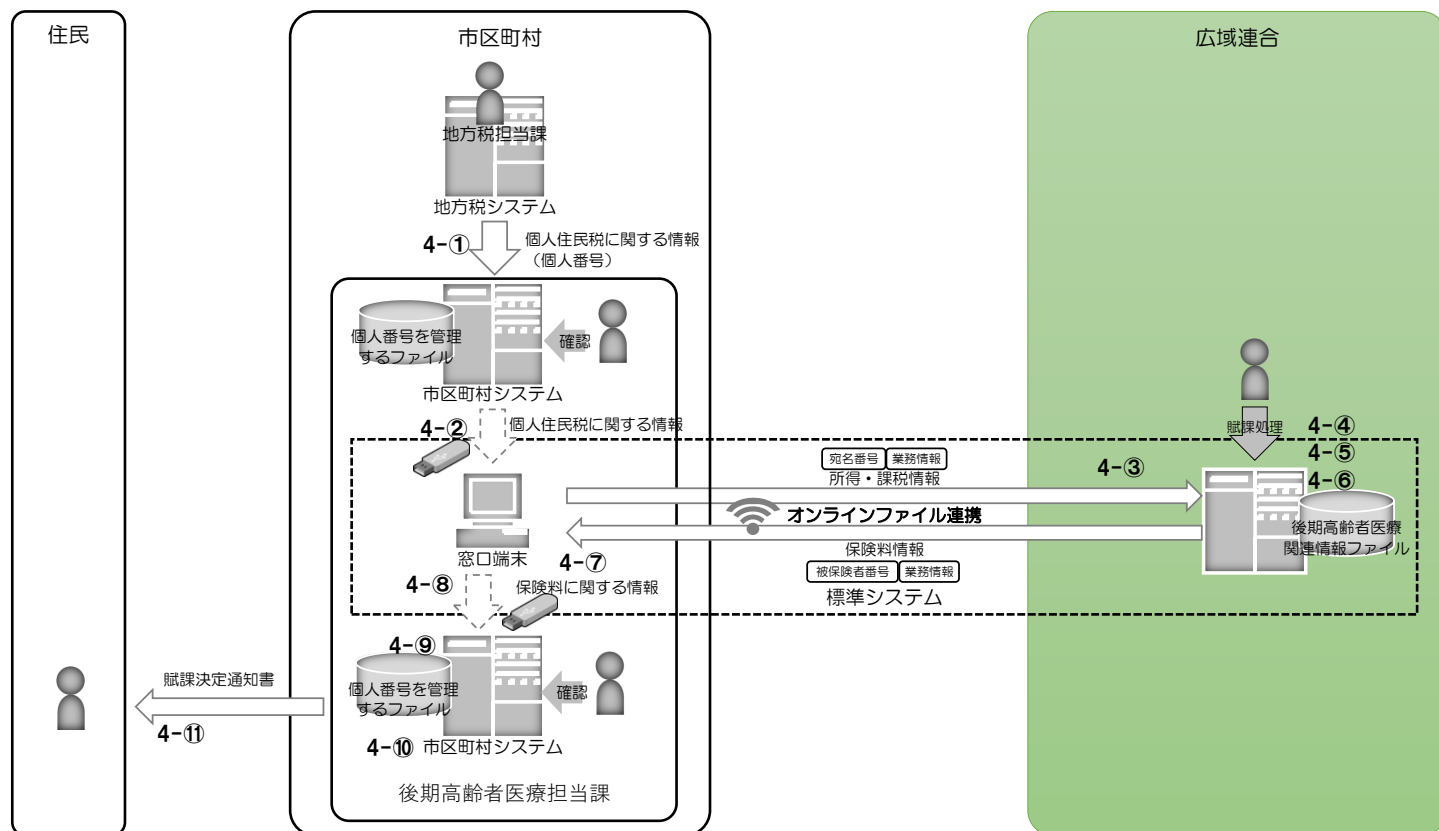 住民
市区町村
広域連合
地方税担当課
地方税システム
4-①
個人住民税に関する情報
（個人番号）
個人番号を管理
するファイル
確認
市区町村システム
4-②
個人住民税に関する情報
賦課処理
4-④
4-⑤
4-⑥
宛名番号
業務情報
所得・課税情報
4-③
オンラインファイル連携
後期高齢者医療
関連情報ファイル
窓口端末
保険料情報
被保険者番号
業務情報
標準システム
4-⑦
4-⑧
保険料に関する情報
4-⑨
個人番号を管理
するファイル
確認
4-⑩
市区町村システム
後期高齢者医療担当課
賦課決定通知書
4-⑪